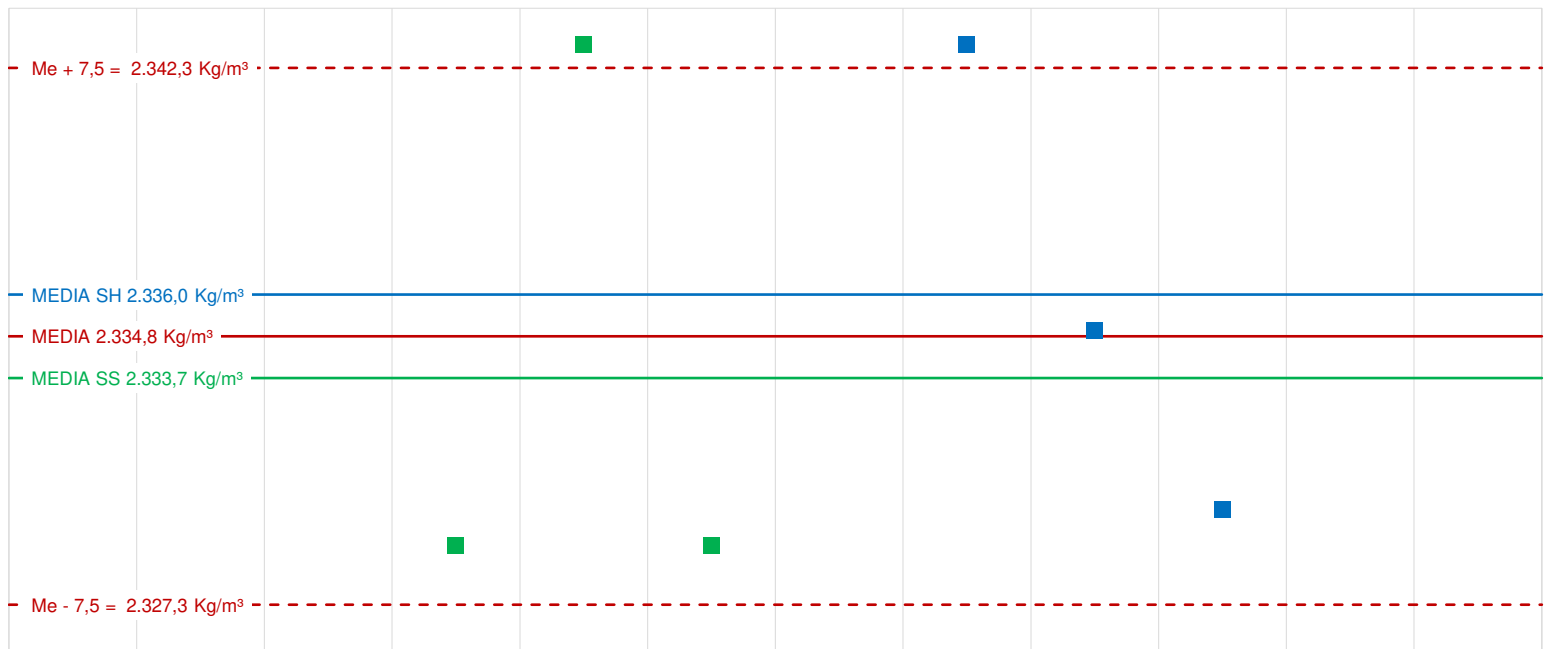 Me + 7,5 = 2.342,3 Kg/m³
MEDIA SH 2.336,0 Kg/m³
MEDIA 2.334,8 Kg/m³
MEDIA SS 2.333,7 Kg/m³
Me - 7,5 = 2.327,3 Kg/m³